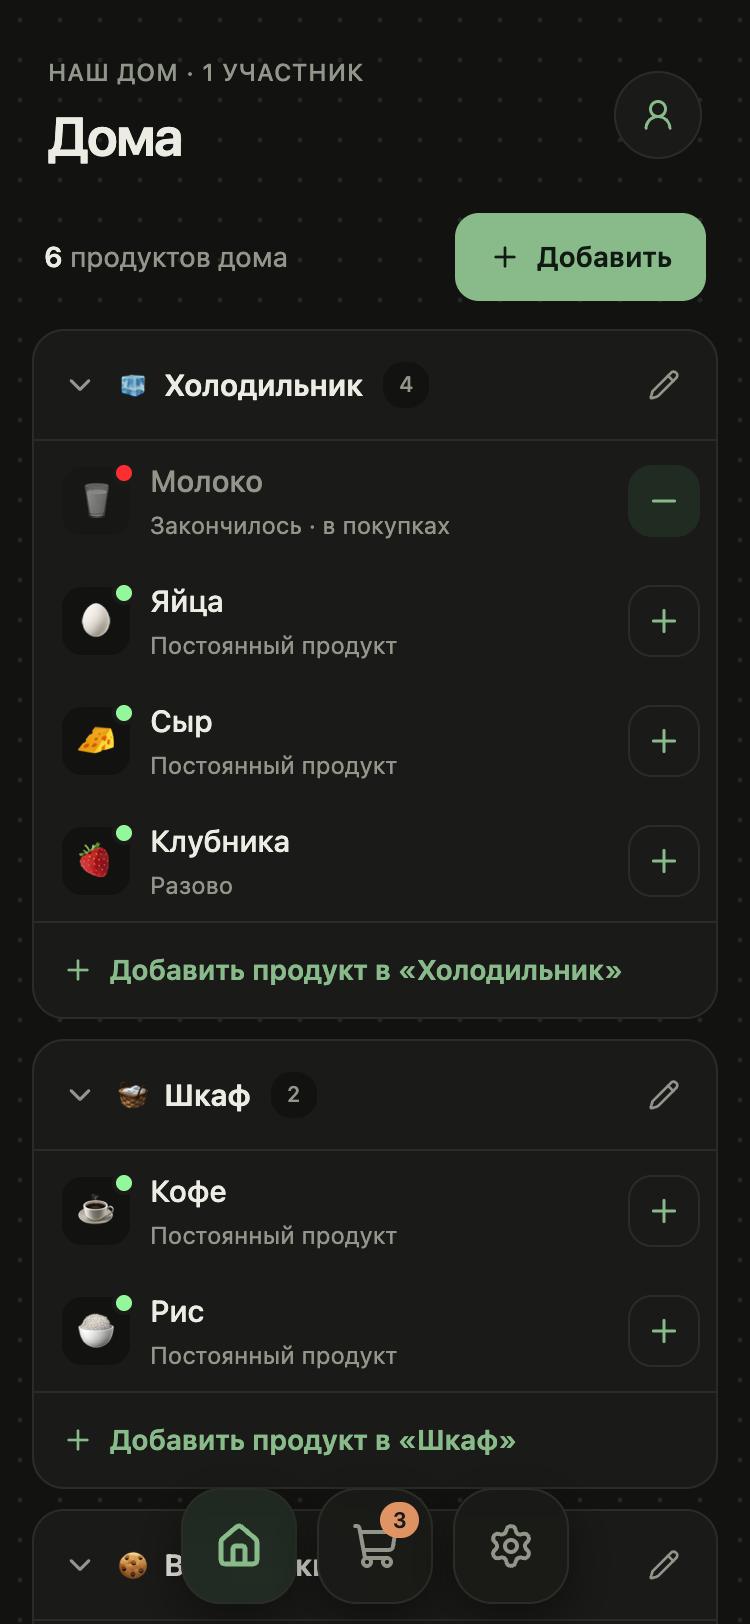 НАШ ДОМ · 1 УЧАСТНИК
Дома
6 продуктов дома
+ Добавить
Холодильник 4
Молоко
Закончилось · в покупках
Яйца
Постоянный продукт
Сыр
Постоянный продукт
Клубника
Разово
+ Добавить продукт в «Холодильник»
Шкаф 2
Кофе
Постоянный продукт
Рис
Постоянный продукт
+ Добавить продукт в «Шкаф»
3